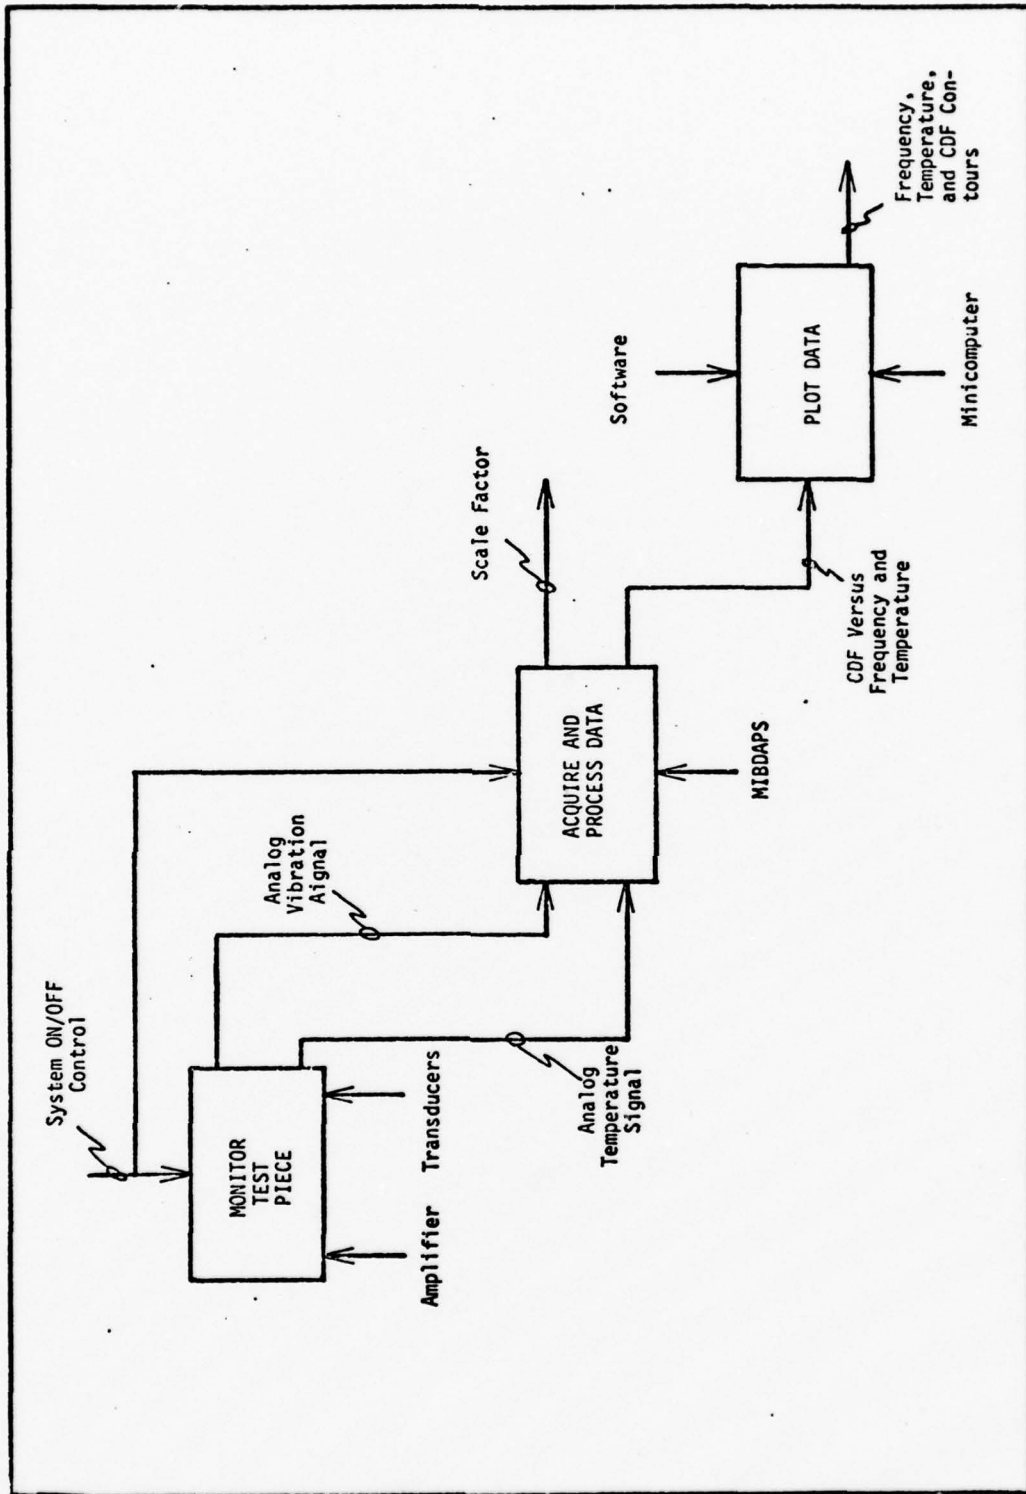 System ON/OFF
Control
MONITOR
TEST
PIECE
Amplifier
Transducers
Analog
Vibration
Aignal
Analog
Temperature
Signal
ACQUIRE AND
PROCESS DATA
MIBDAPS
Scale Factor
CDF Versus
Frequency and
Temperature
Software
PLOT DATA
Minicomputer
Frequency,
Temperature,
and CDF Con-
tours